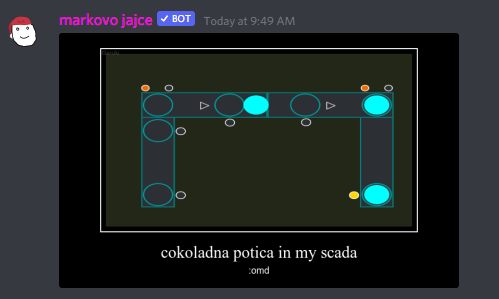 markovo jajce
BOT
Today at 9:49 AM
cokoladna potica in my scada
:omd